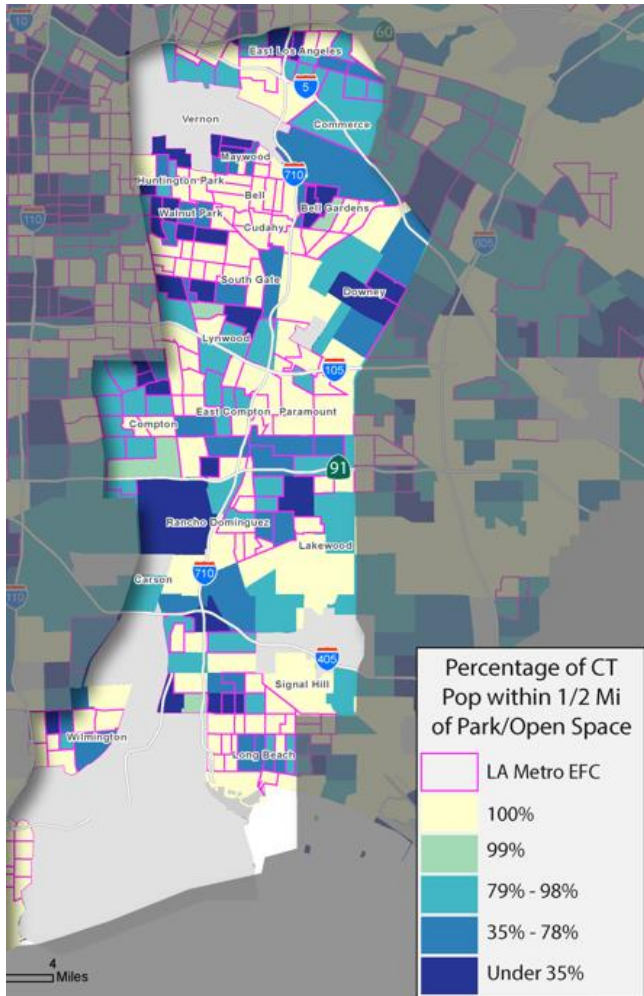 10
60
East Los Angeles
5
Vernon
Commerce
Maywood
Huntington Park
710
Bell
110
Walnut Park
Bell Gardens
Cudahy
605
South Gate
Downey
Lynwood
105
East Compton Paramount
Compton
91
Rancho Dominguez
Lakewood
Carson
710
110
405
Signal Hill
Wilmington
Long Beach
4
Miles
Percentage of CT
Pop within 1/2 Mi
of Park/Open Space
LA Metro EFC
100%
99%
79% - 98%
35% - 78%
Under 35%